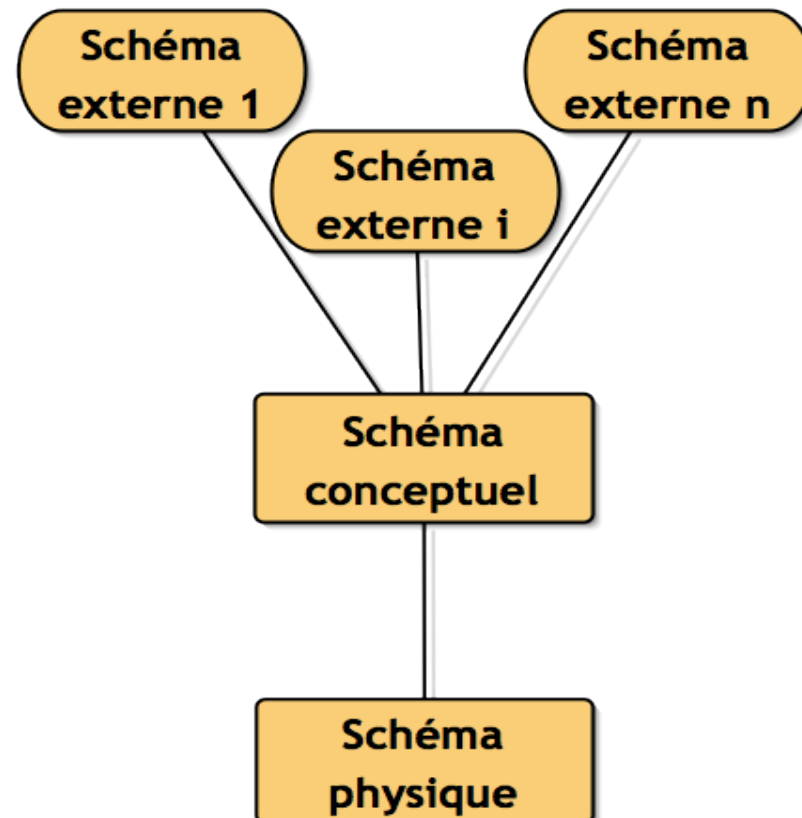 Schéma
externe 1
Schéma
externe n
Schéma
externe i
Schéma
conceptuel
Schéma
physique